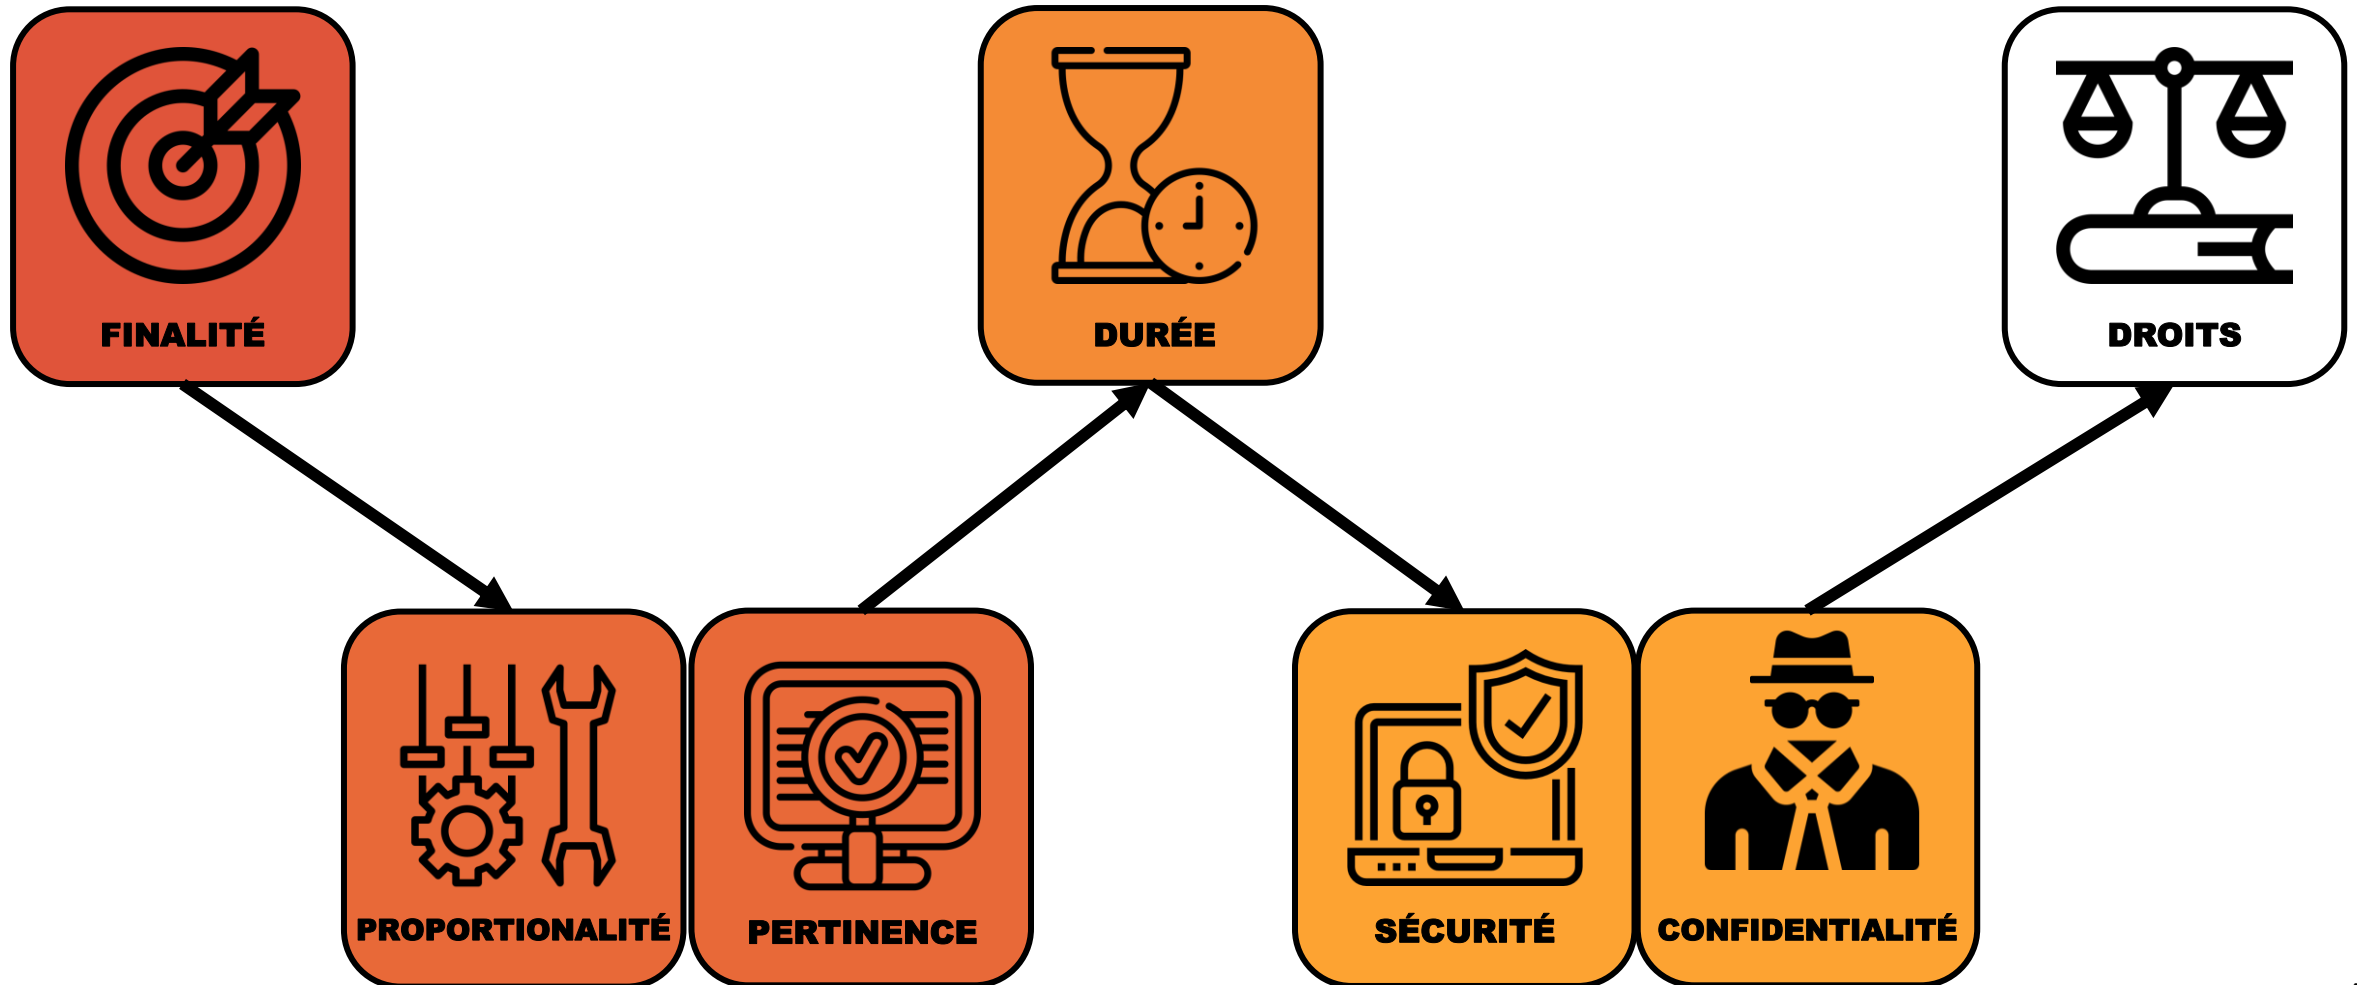 FINALITÉ
DURÉE
DROITS
PROPORTIONALITÉ
PERTINENCE
SÉCURITÉ
CONFIDENTIALITÉ